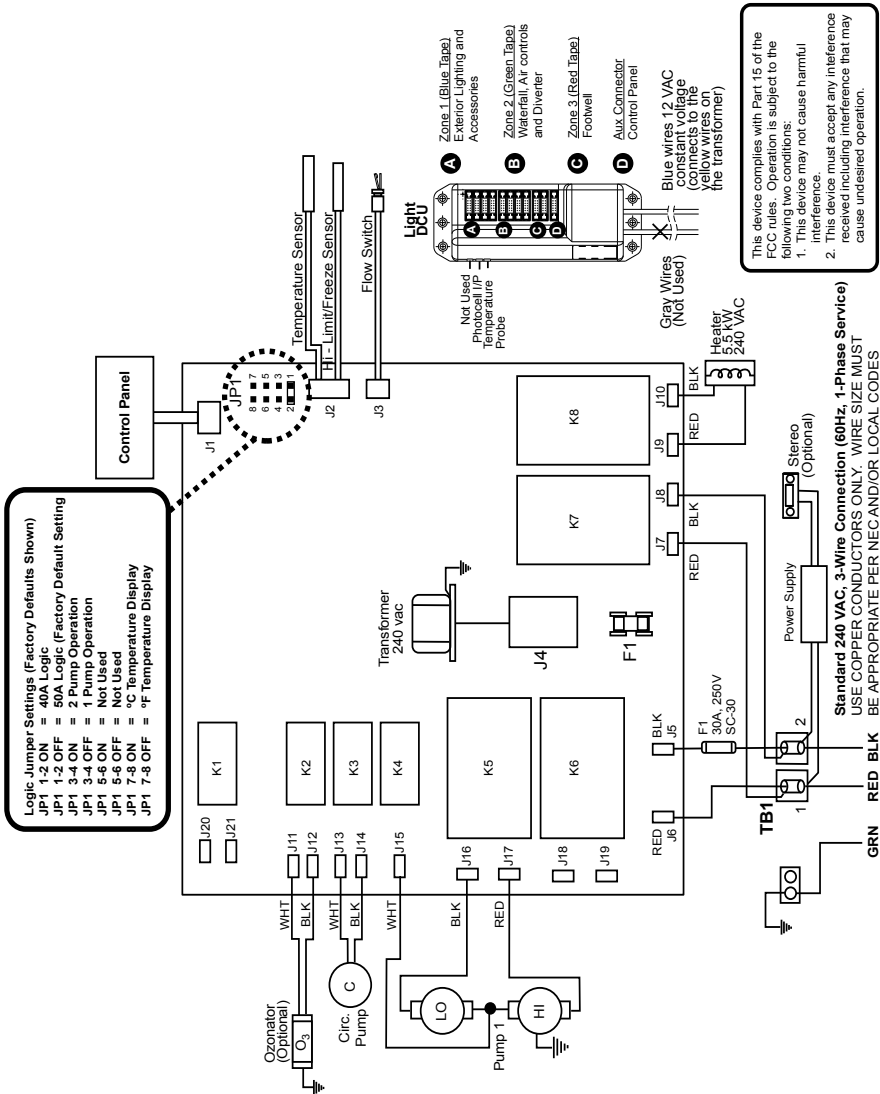 Logic Jumper Settings (Factory Defaults Shown)
JP1 1-2 ON = 40A Logic
JP1 1-2 OFF = 50A Logic (Factory Default Setting
JP1 3-4 ON = 2 Pump Operation
JP1 3-4 OFF = 1 Pump Operation
JP1 5-6 ON = Not Used
JP1 5-6 OFF = Not Used
JP1 7-8 ON = °C Temperature Display
JP1 7-8 OFF = °F Temperature Display
Control Panel
J1
JP1
8 7
6 5
4 3
2 1
J2
J3
Temperature Sensor
Hi - Limit/Freeze Sensor
Flow Switch
J20
J21
K1
K2
K3
K4
K5
K6
K7
K8
J11
J12
J13
J14
J15
J16
J17
J18
J19
WHT
BLK
WHT
BLK
WHT
BLK
RED
Ozonator
(Optional)
O3
Circ.
Pump
C
LO
HI
Pump 1
Transformer
240 vac
J4
F1
RED
J6
BLK
J5
F1
30A, 250V
SC-30
RED
J7
BLK
J8
RED
J9
BLK
J10
Heater
5.5 kW
240 VAC
TB1
1
2
GRN
RED
BLK
Power Supply
Stereo
(Optional)
Standard 240 VAC, 3-Wire Connection (60Hz, 1-Phase Service)
USE COPPER CONDUCTORS ONLY. WIRE SIZE MUST
BE APPROPRIATE PER NEC AND/OR LOCAL CODES
Light
DCU
Not Used
Photocell I/P
Temperature
Probe
A
B
C
D
Gray Wires
(Not Used)
Blue wires 12 VAC
constant voltage
(connects to the
yellow wires on
the transformer)
A Zone 1 (Blue Tape)
Exterior Lighting and
Accessories
B Zone 2 (Green Tape)
Waterfall, Air controls
and Diverter
C Zone 3 (Red Tape)
Footwell
D Aux Connector
Control Panel
This device complies with Part 15 of the
FCC rules. Operation is subject to the
following two conditions:
1. This device may not cause harmful
interference.
2. This device must accept any inteference
received including interference that may
cause undesired operation.